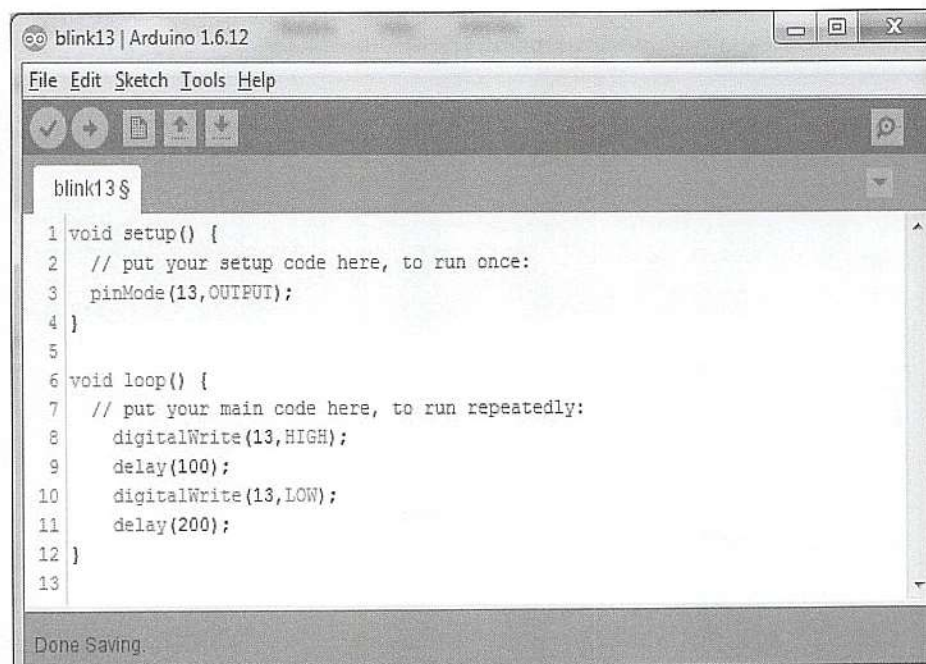 blink13 | Arduino 1.6.12
File Edit Sketch Tools Help
blink13 §
1 void setup() {
2 // put your setup code here, to run once:
3 pinMode(13,OUTPUT);
4 }
5
6 void loop() {
7 // put your main code here, to run repeatedly:
8 digitalWrite(13,HIGH);
9 delay(100);
10 digitalWrite(13,LOW);
11 delay(200);
12 }
13
Done Saving.